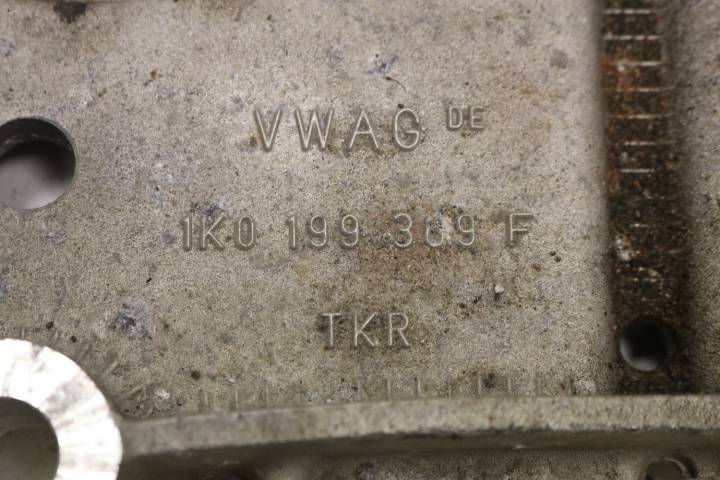 VWAG DE
1K0 199 369 F
TKR